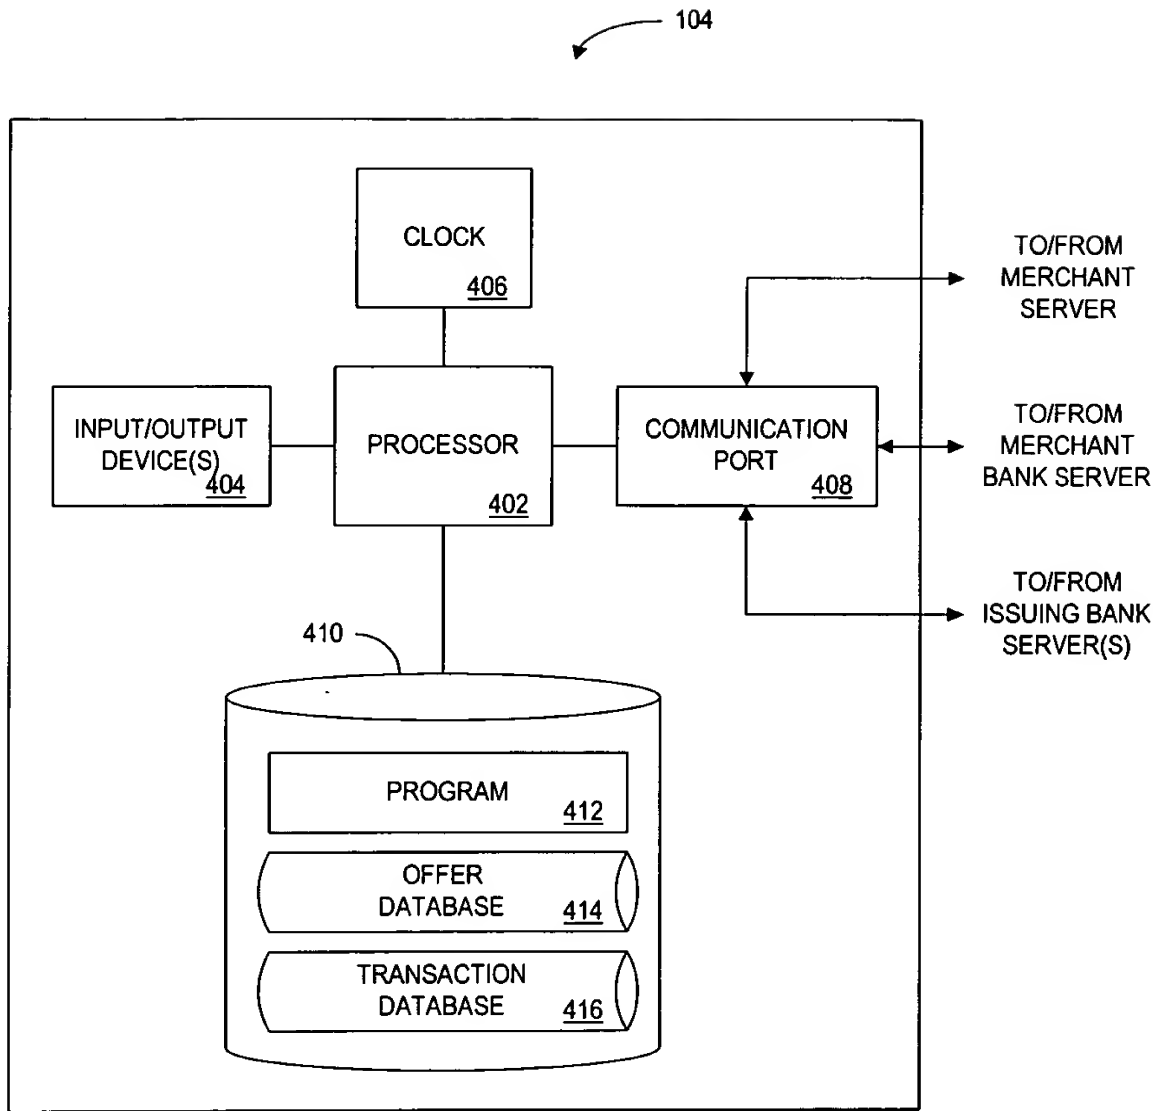 104
CLOCK
406
TO/FROM
MERCHANT
SERVER
INPUT/OUTPUT
DEVICE(S)
404
PROCESSOR
402
COMMUNICATION
PORT
408
TO/FROM
MERCHANT
BANK SERVER
TO/FROM
ISSUING BANK
SERVER(S)
410
PROGRAM
412
OFFER
DATABASE
414
TRANSACTION
DATABASE
416